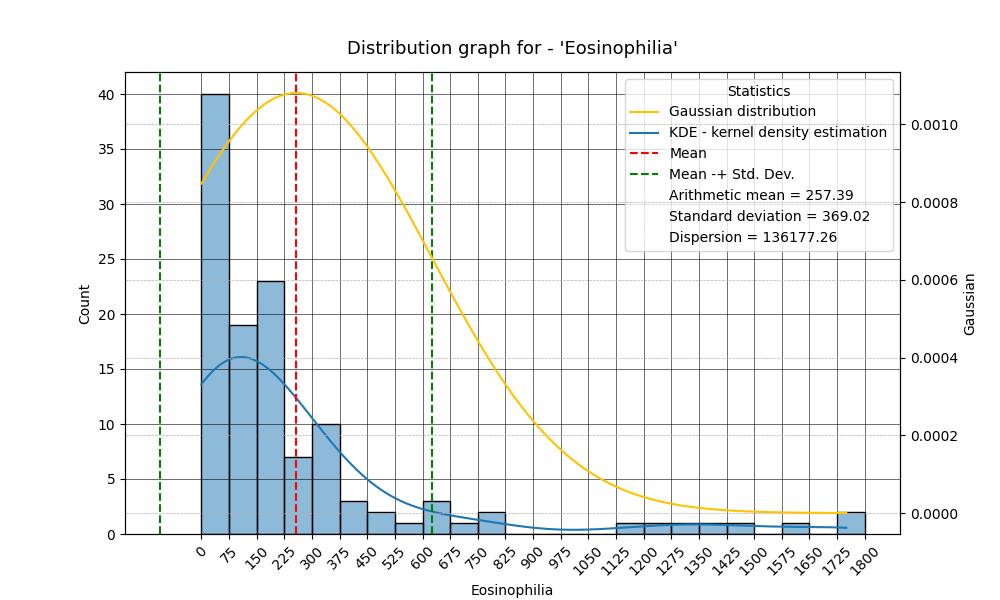 Distribution graph for - 'Eosinophilia'
Statistics
Gaussian distribution
KDE - kernel density estimation
Mean
Mean -+ Std. Dev.
Arithmetic mean = 257.39
Standard deviation = 369.02
Dispersion = 136177.26
40
35
30
25
20
15
10
5
0
Count
0.0010
0.0008
0.0006
0.0004
0.0002
0.0000
Gaussian
0 75 150 225 300 375 450 525 600 675 750 825 900 975 1050 1125 1200 1275 1350 1425 1500 1575 1650 1725 1800
Eosinophilia